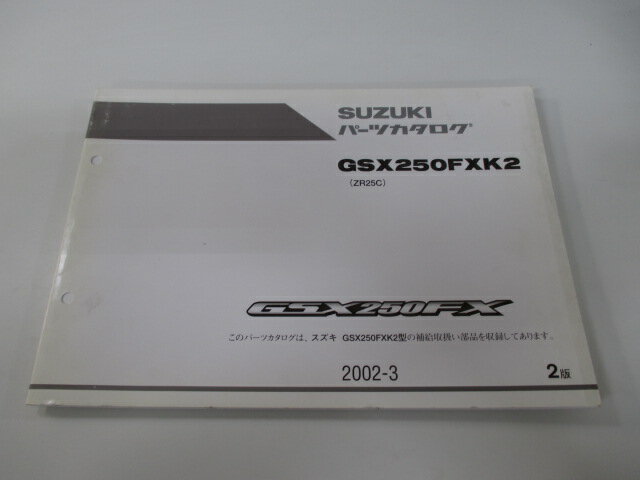 SUZUKI
パーツカタログ
GSX250FXK2
(ZR25C)
GSX250FX
このパーツカタログは、スズキ GSX250FXK2型の補給取扱い部品を収録してあります。
2002-3
2版